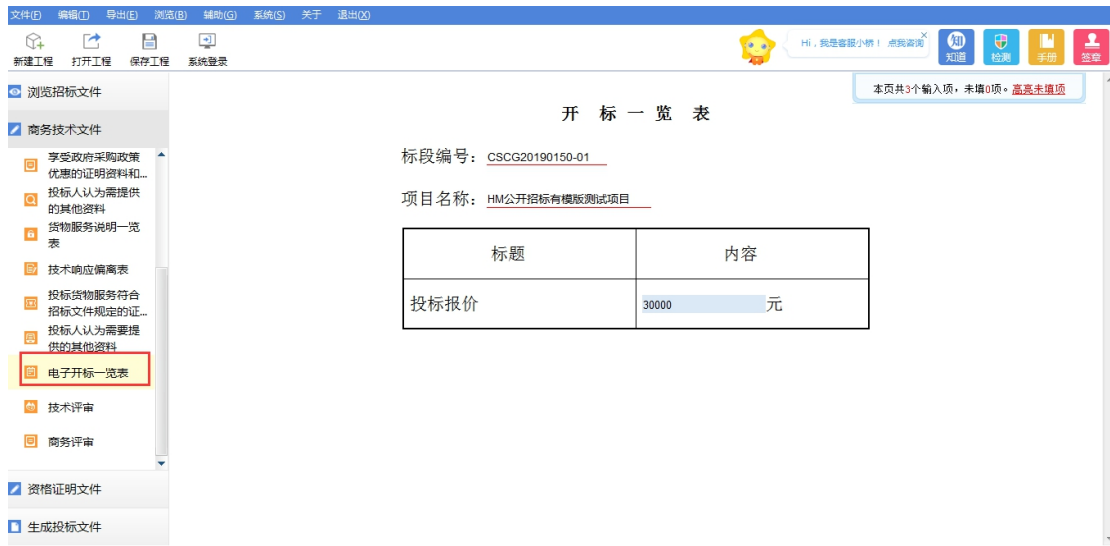 文件(F) 编辑(T) 导出(E) 浏览(B) 辅助(G) 系统(S) 关于 退出(X)
新建工程 打开工程 保存工程 系统登录
Hi，我是客服小桥！ 点我咨询
知
知道 检测 手册 签章
浏览招标文件
商务技术文件
享受政府采购政策
优惠的证明资料和...
投标人认为需提供
的其他资料
货物服务说明一览
表
技术响应偏离表
投标货物服务符合
招标文件规定的证...
投标人认为需要提
供的其他资料
电子开标一览表
技术评审
商务评审
资格证明文件
生成投标文件
本页共3个输入项，未填0项。高亮未填项
开 标 一 览 表
标段编号：CSCG20190150-01
项目名称：HM公开招标有模版测试项目
标题 内容
投标报价 30000 元